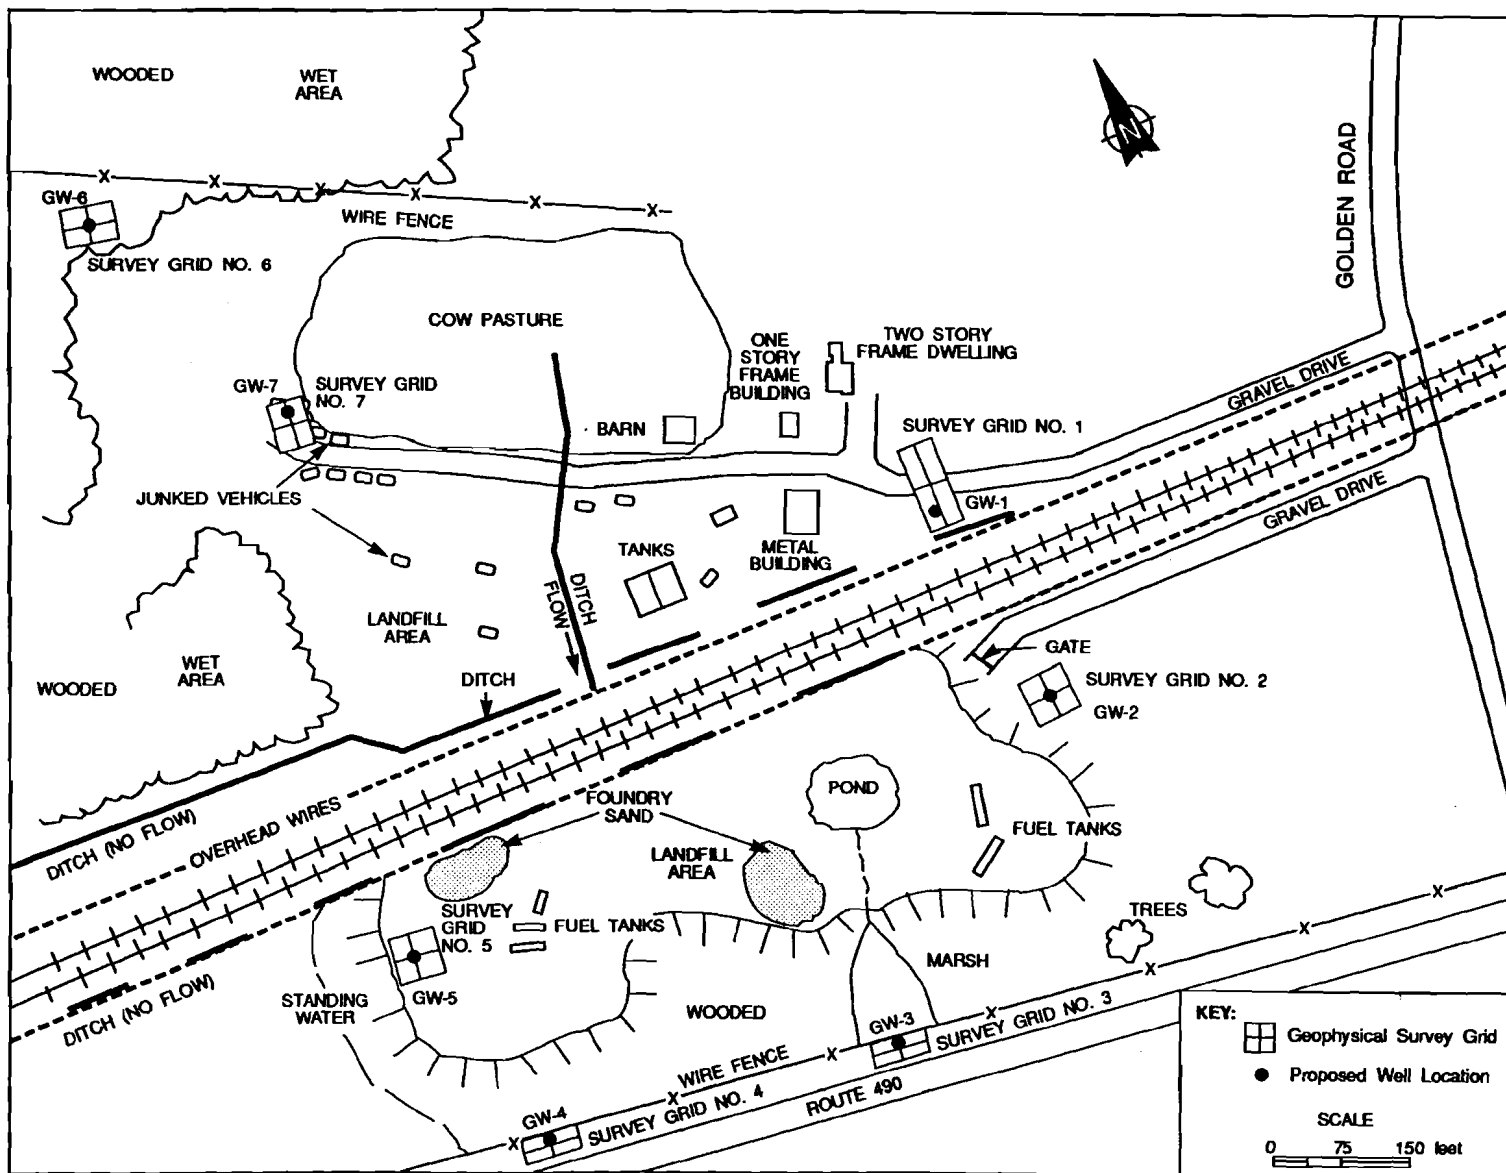 WOODED
WET
AREA
GOLDEN ROAD
N
GW-6
WIRE FENCE
SURVEY GRID NO. 6
COW PASTURE
ONE
STORY
FRAME
BUILDING
TWO STORY
FRAME DWELLING
GRAVEL DRIVE
GW-7
SURVEY GRID
NO. 7
BARN
SURVEY GRID NO. 1
GW-1
JUNKED VEHICLES
GRAVEL DRIVE
TANKS
METAL
BUILDING
DITCH
FLOW
LANDFILL
AREA
GATE
WET
AREA
WOODED
DITCH
SURVEY GRID NO. 2
GW-2
POND
FOUNDRY
SAND
OVERHEAD WIRES
DITCH (NO FLOW)
FUEL TANKS
LANDFILL
AREA
SURVEY
GRID
NO. 5
FUEL TANKS
TREES
MARSH
GW-5
STANDING
WATER
DITCH (NO FLOW)
WOODED
GW-3
SURVEY GRID NO. 3
WIRE FENCE
GW-4
SURVEY GRID NO. 4
ROUTE 490
KEY:
Geophysical Survey Grid
Proposed Well Location
SCALE
0 75 150 feet